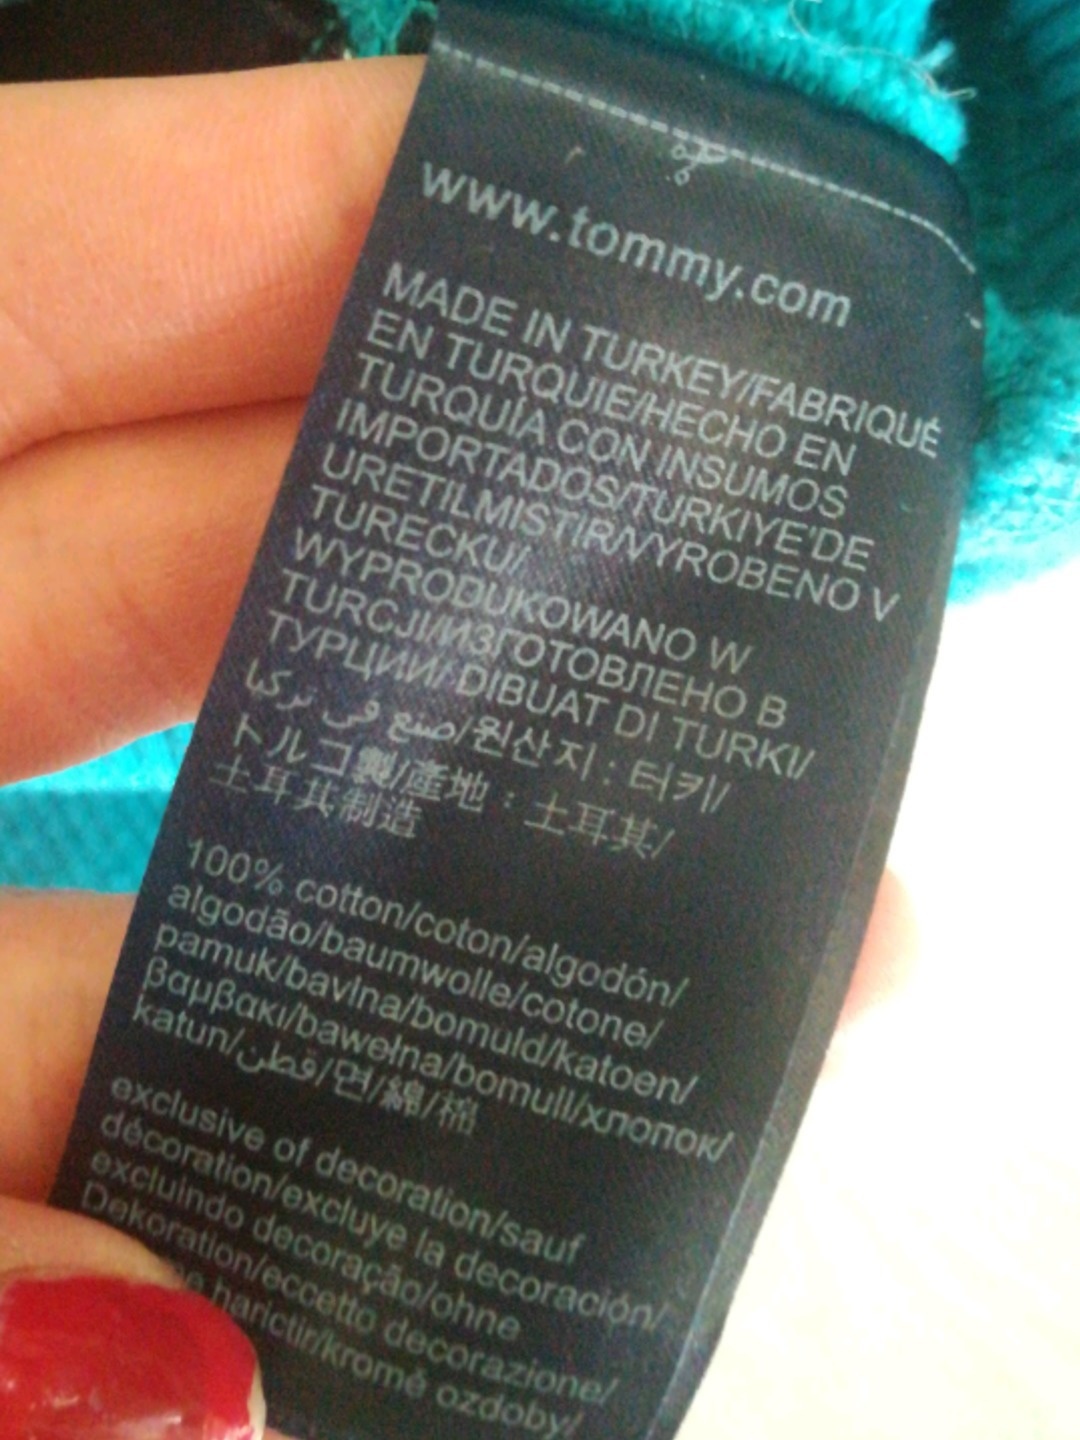 www.tommy.com
MADE IN TURKEY/FABRIQUÉ
EN TURQUIE/HECHO EN
TURQUÍA CON INSUMOS
IMPORTADOS/TURKIYE'DE
URETILMISTIR/VYROBENO V
TURECKU/
WYPRODUKOWANO W
TURCJI/ИЗГОТОВЛЕНО В
ТУРЦИИ/ DIBUAT DI TURKI/
صنع في تركيا/원산지 : 터키/
トルコ製/產地 : 土耳其/
土耳其制造
100% cotton/coton/algodón/
algodão/baumwolle/cotone/
pamuk/bavlna/bomuld/katoen/
βαμβακι/bawełna/bomull/хлопок/
katun/قطن/면/綿/棉
exclusive of decoration/sauf
décoration/excluye la decoración/
excluindo decoração/ohne
Dekoration/eccetto decorazione/
harictir/kromě ozdoby/